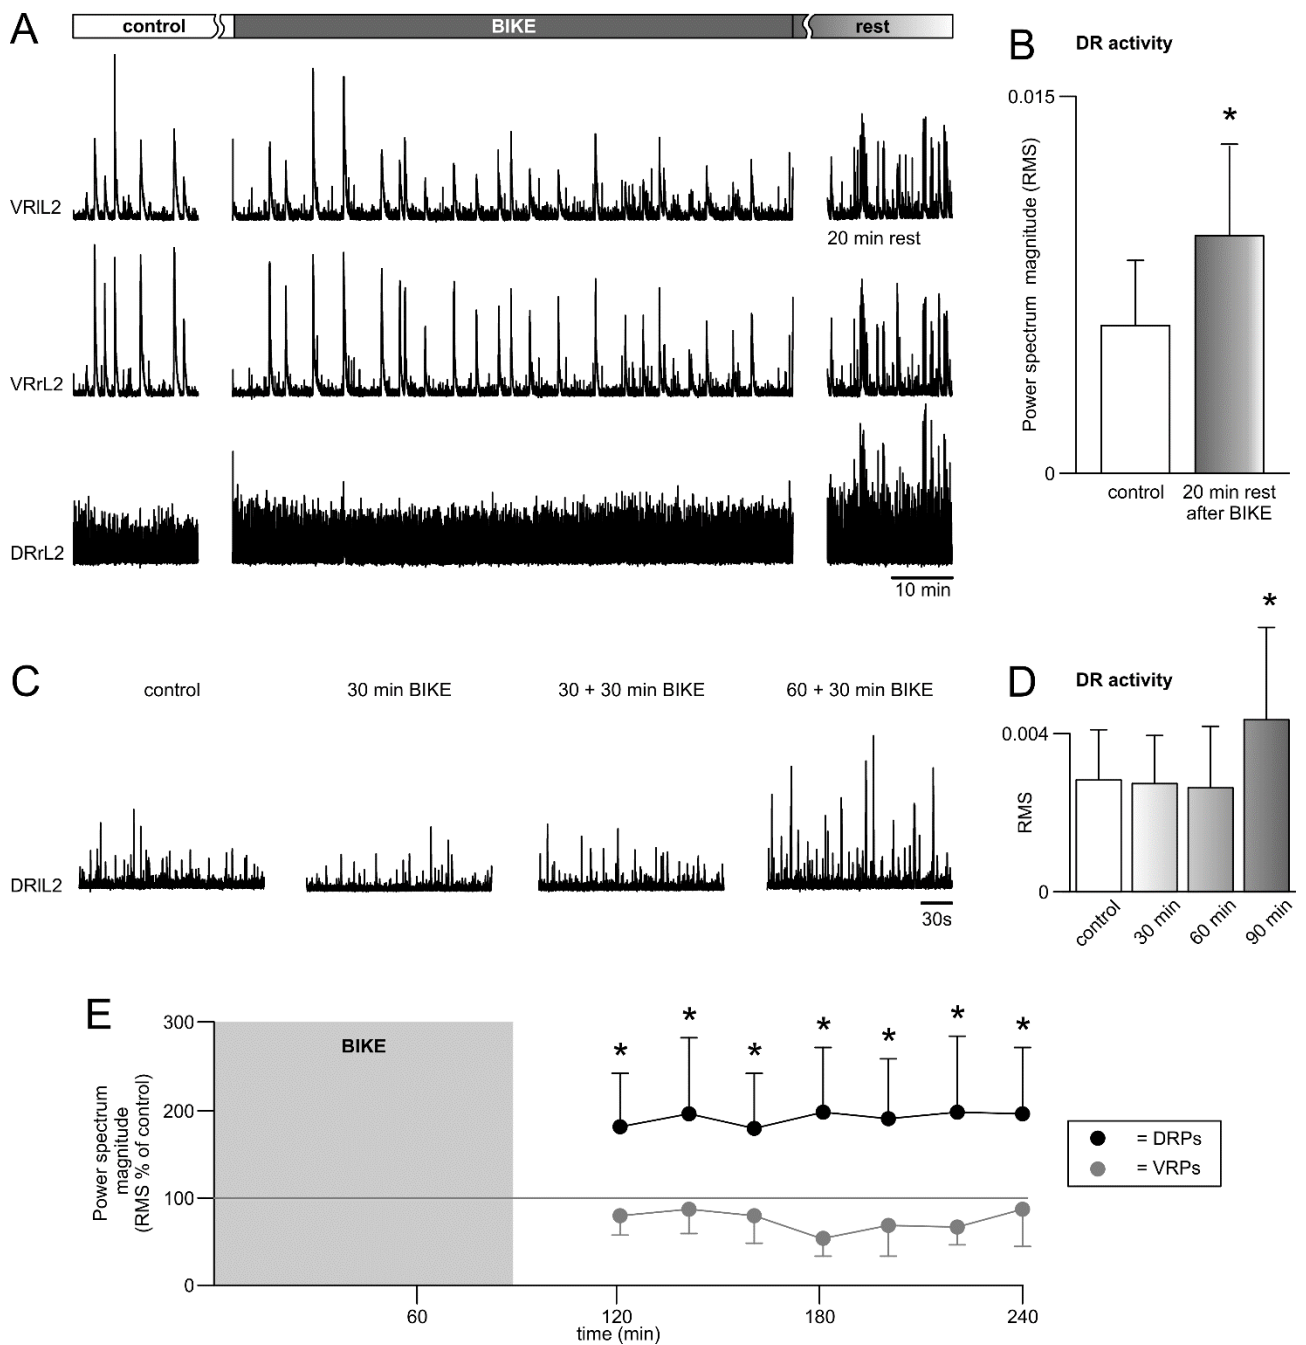 A
control
BIKE
rest
VRlL2
20 min rest
VRrL2
DRrL2
10 min
B
DR activity
0.015
*
Power spectrum magnitude (RMS)
0
control
20 min rest
after BIKE
C
control
30 min BIKE
30 + 30 min BIKE
60 + 30 min BIKE
DRlL2
30s
D
DR activity
*
0.004
RMS
0
control
30 min
60 min
90 min
E
300
BIKE
* * * * * * *
200
100
0
Power spectrum
magnitude
(RMS % of control)
60
120
180
240
time (min)
= DRPs
= VRPs